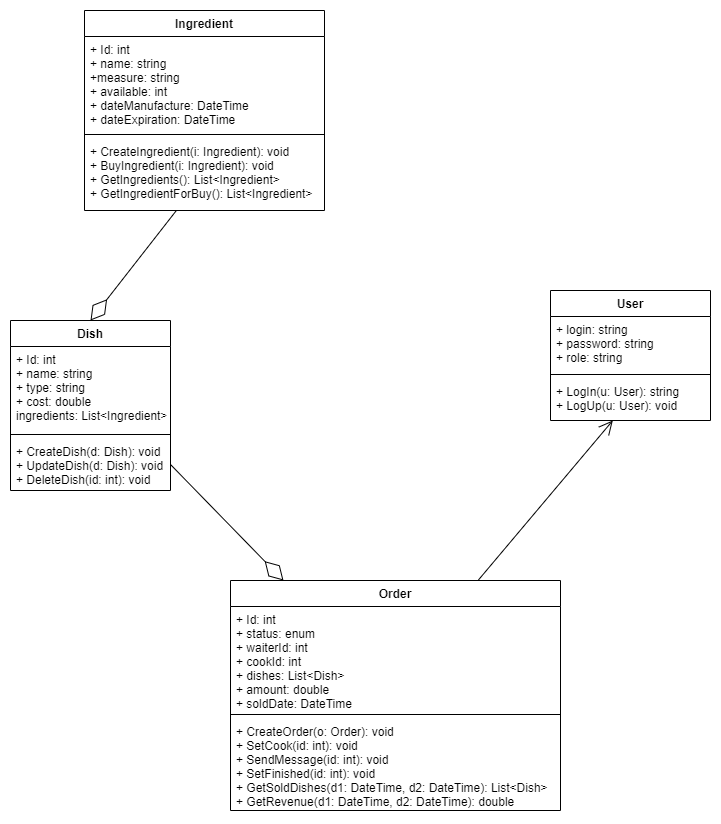 Ingredient
+ Id: int
+ name: string
+measure: string
+ available: int
+ dateManufacture: DateTime
+ dateExpiration: DateTime
+ CreateIngredient(i: Ingredient): void
+ BuyIngredient(i: Ingredient): void
+ GetIngredients(): List<Ingredient>
+ GetIngredientForBuy(): List<Ingredient>
Dish
+ Id: int
+ name: string
+ type: string
+ cost: double
ingredients: List<Ingredient>
+ CreateDish(d: Dish): void
+ UpdateDish(d: Dish): void
+ DeleteDish(id: int): void
User
+ login: string
+ password: string
+ role: string
+ LogIn(u: User): string
+ LogUp(u: User): void
Order
+ Id: int
+ status: enum
+ waiterId: int
+ cookId: int
+ dishes: List<Dish>
+ amount: double
+ soldDate: DateTime
+ CreateOrder(o: Order): void
+ SetCook(id: int): void
+ SendMessage(id: int): void
+ SetFinished(id: int): void
+ GetSoldDishes(d1: DateTime, d2: DateTime): List<Dish>
+ GetRevenue(d1: DateTime, d2: DateTime): double